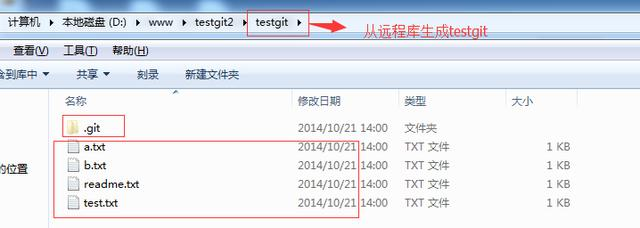 计算机 ▸ 本地磁盘 (D:) ▸ www ▸ testgit2 ▸ testgit
从远程库生成testgit
查看(V) 工具(T) 帮助(H)
含到库中 共享 刻录 新建文件夹
名称 修改日期 类型 大小
.git 2014/10/21 14:00 文件夹
a.txt 2014/10/21 14:00 TXT 文件 1 KB
b.txt 2014/10/21 14:00 TXT 文件 1 KB
的位置
readme.txt 2014/10/21 14:00 TXT 文件 1 KB
test.txt 2014/10/21 14:00 TXT 文件 1 KB